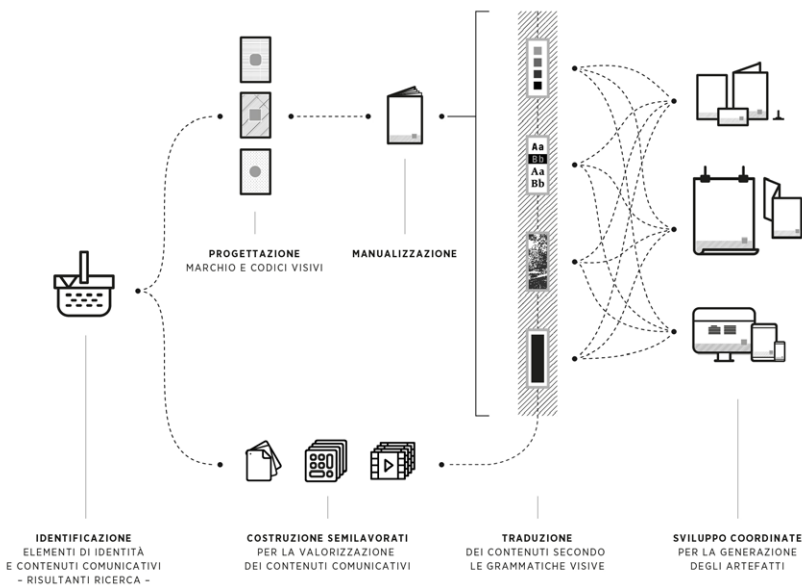 Aa
Bb
Aa
Bb
PROGETTAZIONE
MARCHIO E CODICI VISIVI
MANUALIZZAZIONE
IDENTIFICAZIONE
ELEMENTI DI IDENTITÀ
E CONTENUTI COMUNICATIVI
– RISULTANTI RICERCA –
COSTRUZIONE SEMILAVORATI
PER LA VALORIZZAZIONE
DEI CONTENUTI COMUNICATIVI
TRADUZIONE
DEI CONTENUTI SECONDO
LE GRAMMATICHE VISIVE
SVILUPPO COORDINATE
PER LA GENERAZIONE
DEGLI ARTEFATTI